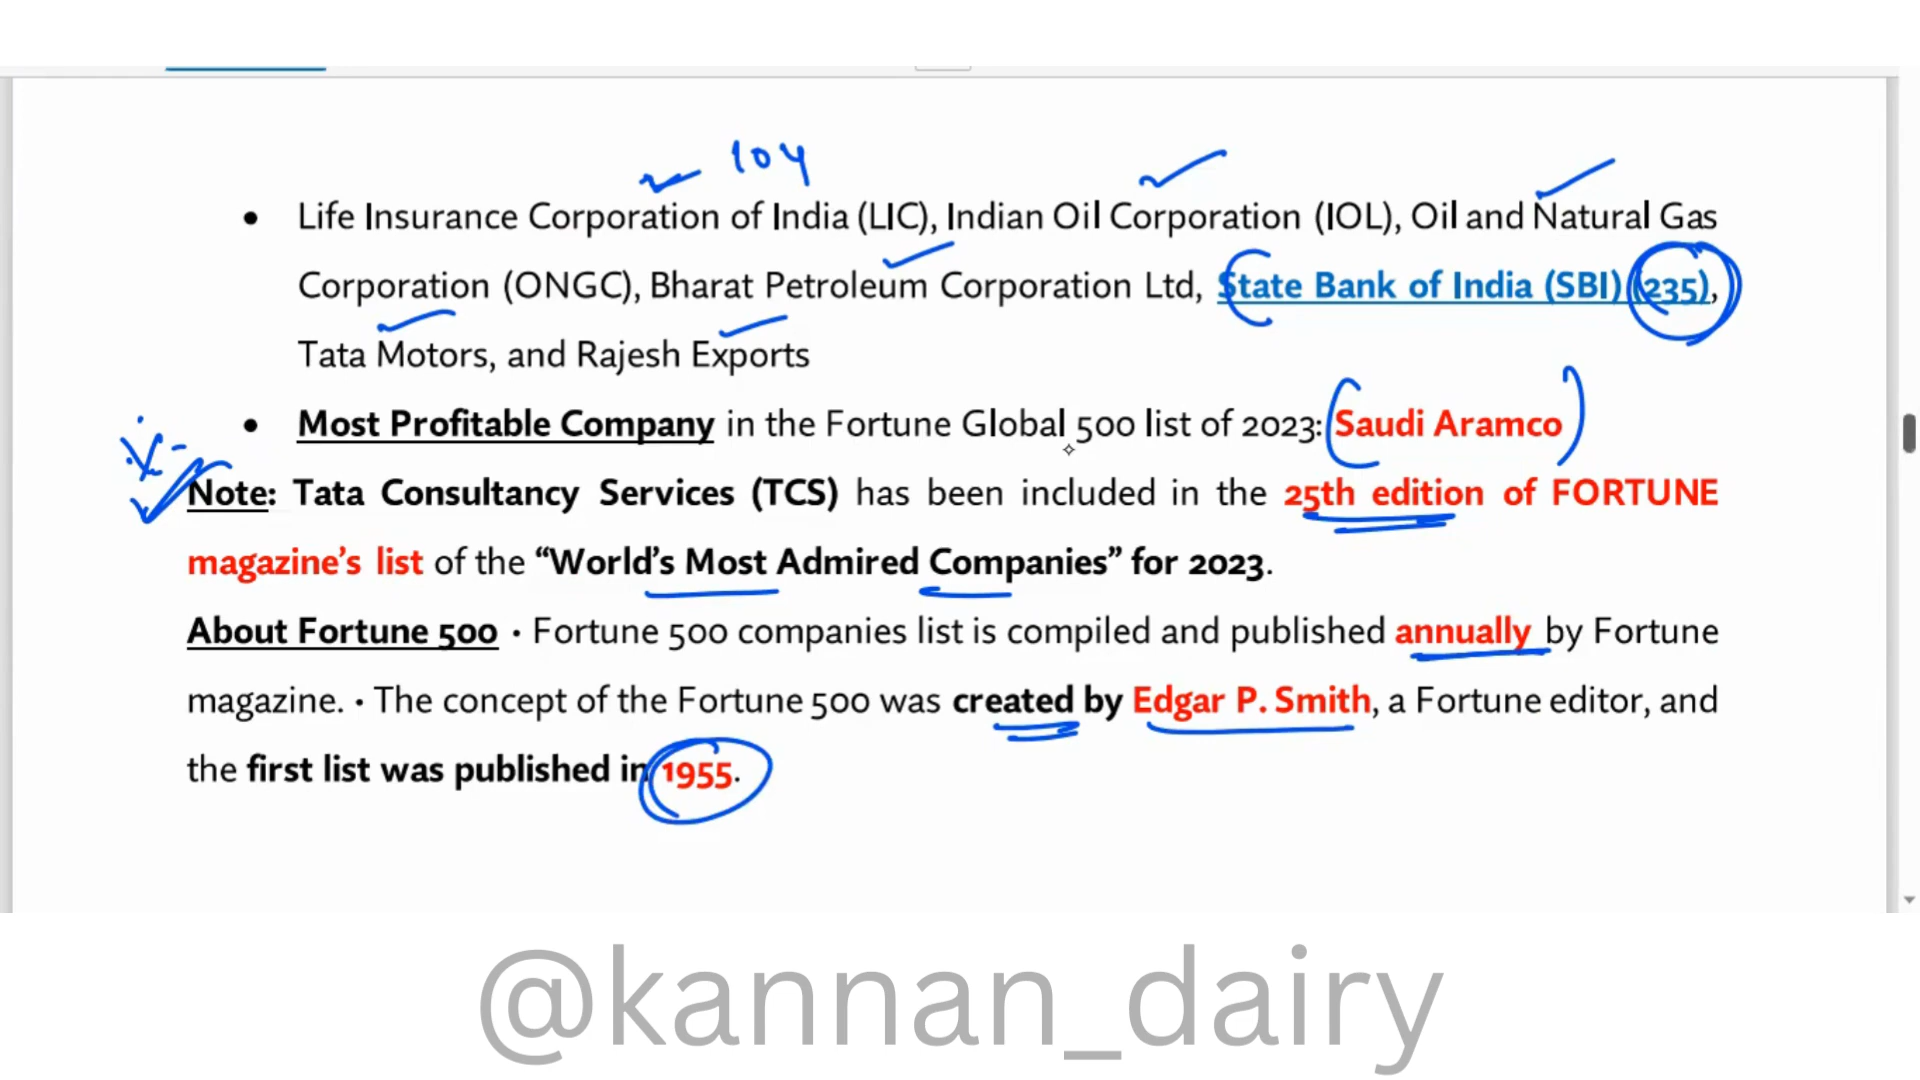 104
• Life Insurance Corporation of India (LIC), Indian Oil Corporation (IOL), Oil and Natural Gas
Corporation (ONGC), Bharat Petroleum Corporation Ltd, State Bank of India (SBI) (235),
Tata Motors, and Rajesh Exports
• Most Profitable Company in the Fortune Global 500 list of 2023: Saudi Aramco
Note: Tata Consultancy Services (TCS) has been included in the 25th edition of FORTUNE
magazine’s list of the “World’s Most Admired Companies” for 2023.
About Fortune 500 • Fortune 500 companies list is compiled and published annually by Fortune
magazine. • The concept of the Fortune 500 was created by Edgar P. Smith, a Fortune editor, and
the first list was published in 1955.
@kannan_dairy